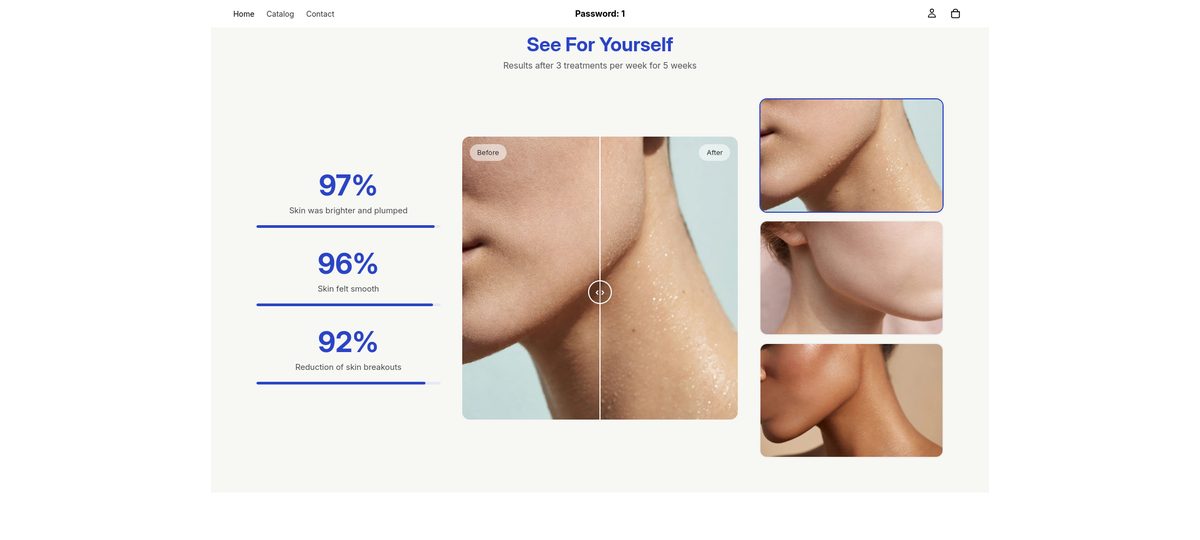 Home Catalog Contact
Password: 1
See For Yourself
Results after 3 treatments per week for 5 weeks
97%
Skin was brighter and plumped
96%
Skin felt smooth
92%
Reduction of skin breakouts
Before
After